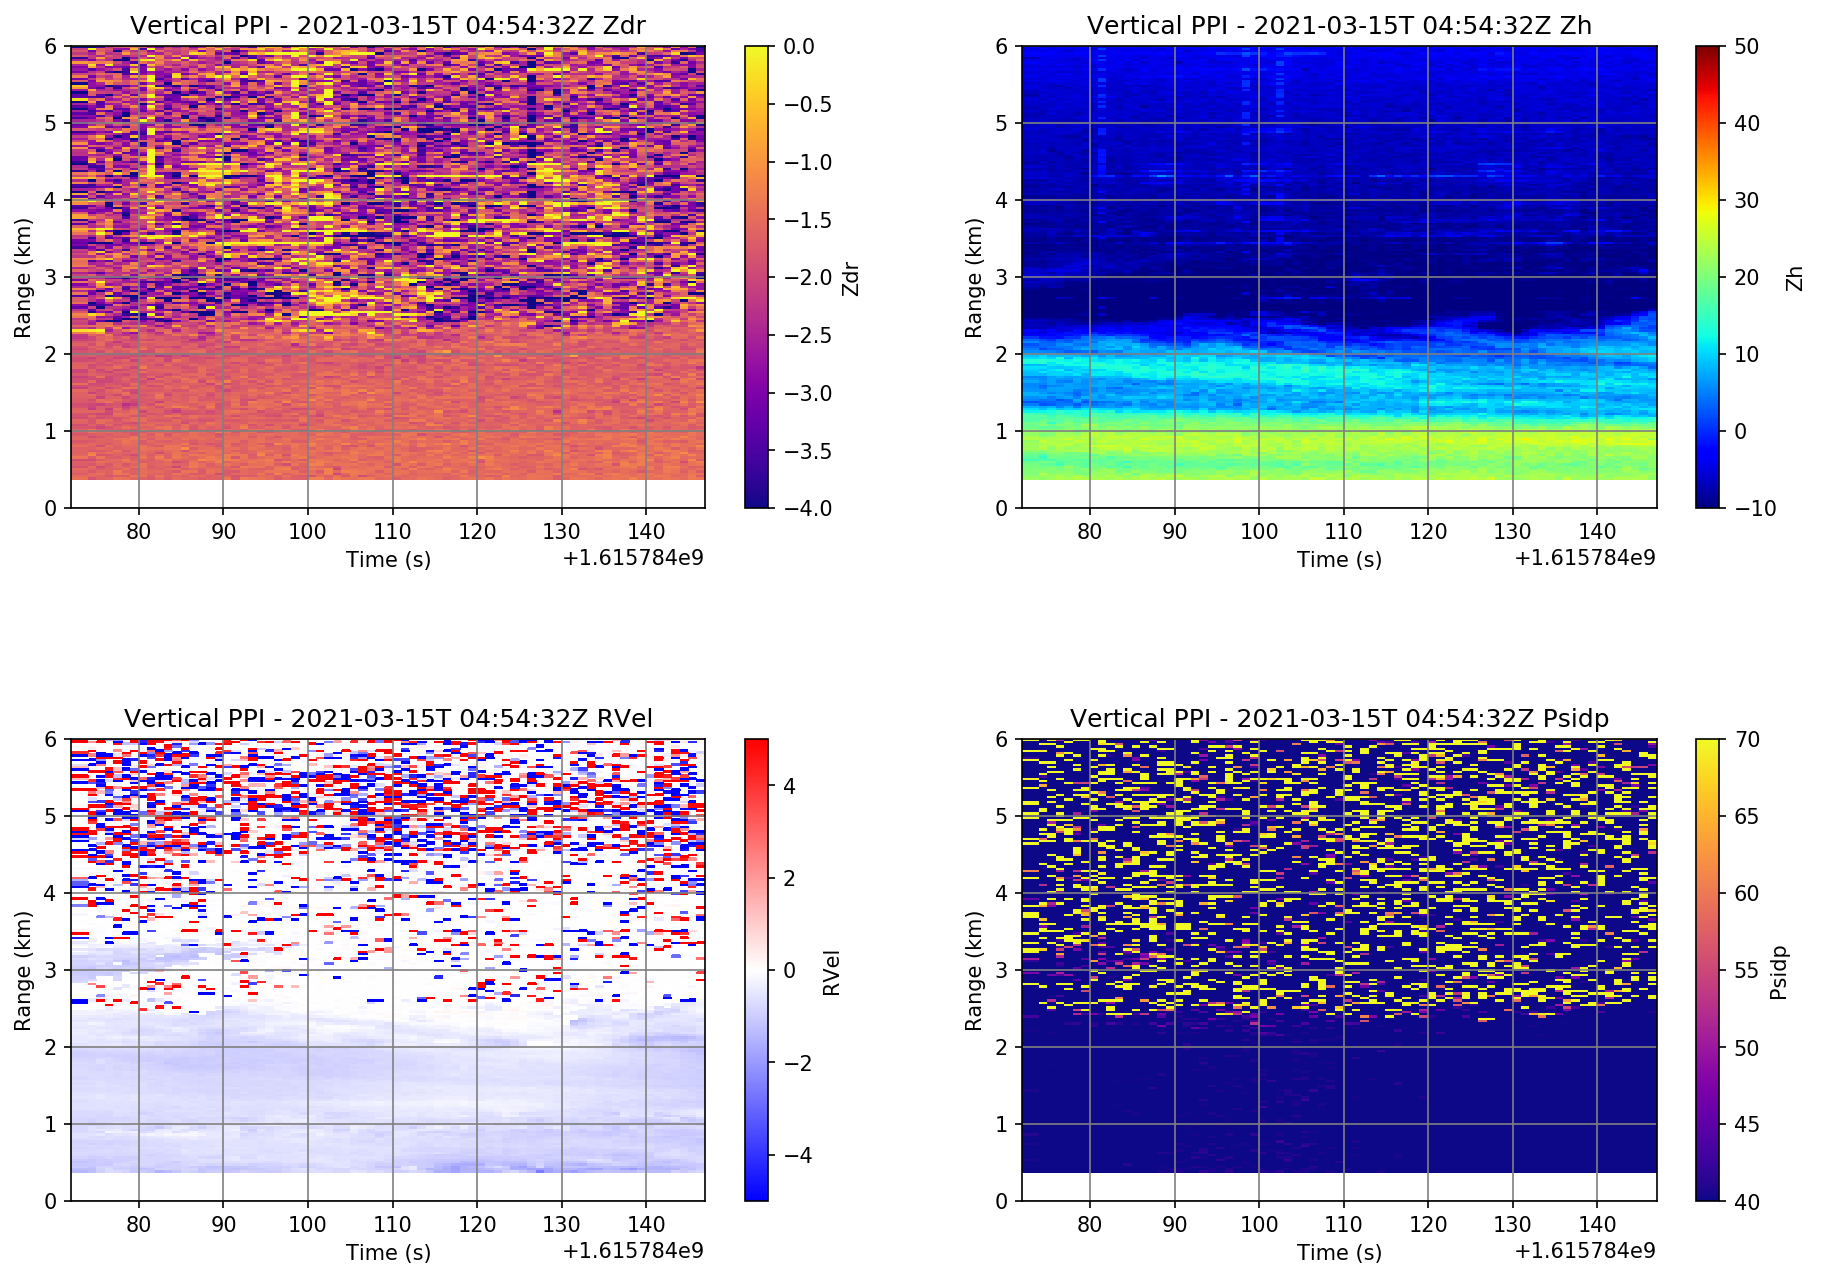 Vertical PPI - 2021-03-15T 04:54:32Z Zdr
6
5
4
3
2
1
0
Range (km)
80 90 100 110 120 130 140
Time (s)
+1.615784e9
0.0
−0.5
−1.0
−1.5
−2.0
−2.5
−3.0
−3.5
−4.0
Zdr
Vertical PPI - 2021-03-15T 04:54:32Z Zh
6
5
4
3
2
1
0
Range (km)
80 90 100 110 120 130 140
Time (s)
+1.615784e9
50
40
30
20
10
0
−10
Zh
Vertical PPI - 2021-03-15T 04:54:32Z RVel
6
5
4
3
2
1
0
Range (km)
80 90 100 110 120 130 140
Time (s)
+1.615784e9
4
2
0
−2
−4
RVel
Vertical PPI - 2021-03-15T 04:54:32Z Psidp
6
5
4
3
2
1
0
Range (km)
80 90 100 110 120 130 140
Time (s)
+1.615784e9
70
65
60
55
50
45
40
Psidp